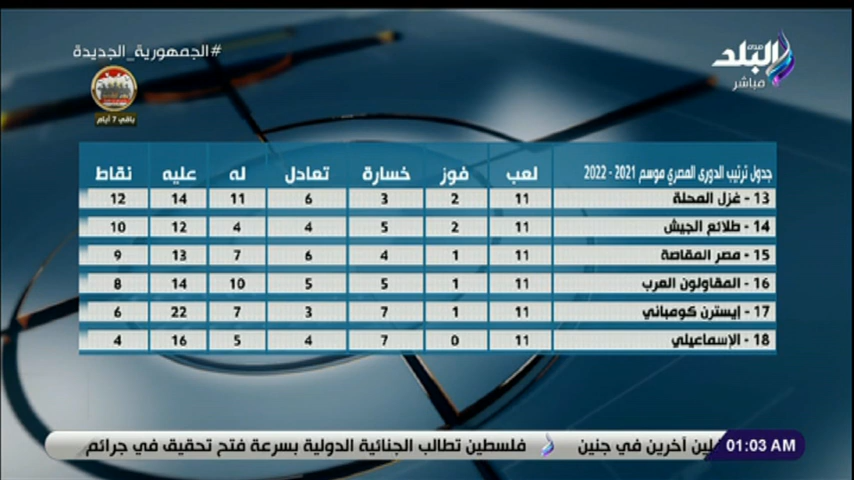 #الجمهورية_الجديدة
صدى
البلد
مباشر
باقي 7 أيام
جدول ترتيب الدورى المصري موسم 2021 - 2022 لعب فوز خسارة تعادل له عليه نقاط
13 - غزل المحلة 11 2 3 6 11 14 12
14 - طلائع الجيش 11 2 5 4 4 12 10
15 - مصر المقاصة 11 1 4 6 7 13 9
16 - المقاولون العرب 11 1 5 5 10 14 8
17 - إيسترن كومباني 11 1 7 3 7 22 6
18 - الإسماعيلي 11 0 7 4 5 16 4
01:03 AM آخرين في جنين فلسطين تطالب الجنائية الدولية بسرعة فتح تحقيق في جرائم